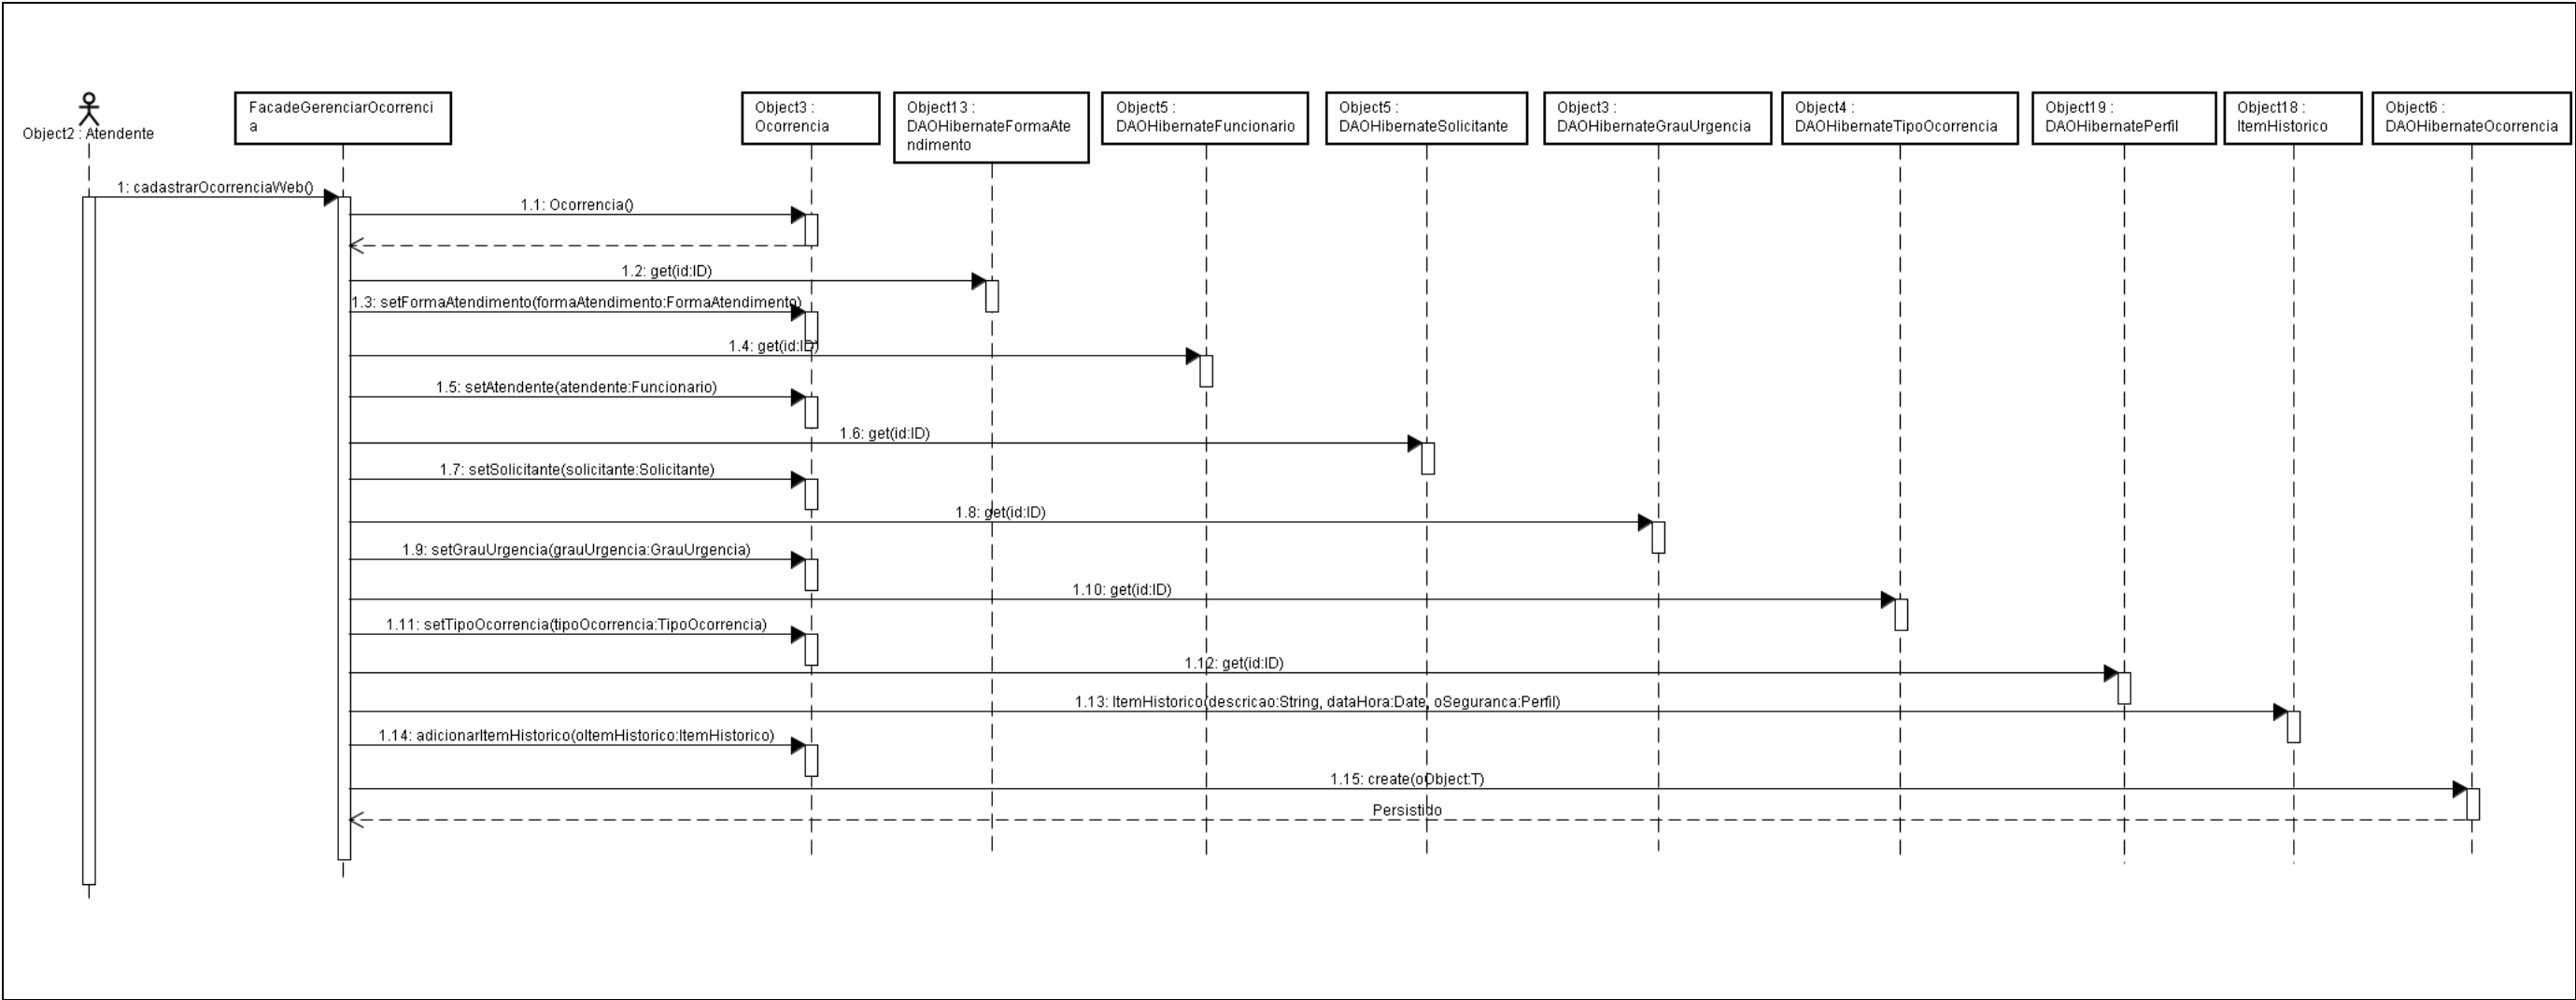 Object2 : Atendente
FacadeGerenciarOcorrenci
a
Object3 :
Ocorrencia
Object13 :
DAOHibernateFormaAte
ndimento
Object5 :
DAOHibernateFuncionario
Object5 :
DAOHibernateSolicitante
Object3 :
DAOHibernateGrauUrgencia
Object4 :
DAOHibernateTipoOcorrencia
Object19 :
DAOHibernatePerfil
Object18 :
ItemHistorico
Object6 :
DAOHibernateOcorrencia
1: cadastrarOcorrenciaWeb()
1.1: Ocorrencia()
1.2: get(id:ID)
1.3: setFormaAtendimento(formaAtendimento:FormaAtendimento)
1.4: get(id:ID)
1.5: setAtendente(atendente:Funcionario)
1.6: get(id:ID)
1.7: setSolicitante(solicitante:Solicitante)
1.8: get(id:ID)
1.9: setGrauUrgencia(grauUrgencia:GrauUrgencia)
1.10: get(id:ID)
1.11: setTipoOcorrencia(tipoOcorrencia:TipoOcorrencia)
1.12: get(id:ID)
1.13: ItemHistorico(descricao:String, dataHora:Date, oSeguranca:Perfil)
1.14: adicionarItemHistorico(oItemHistorico:ItemHistorico)
1.15: create(oObject:T)
Persistido